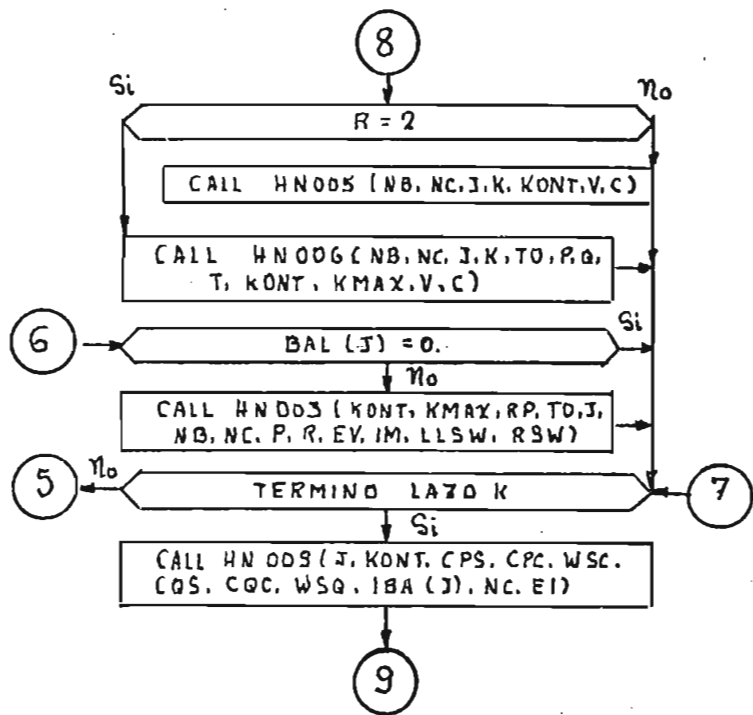 8
Si
No
R = 2
CALL HN005 (NB, NC, J, K, KONT, V, C)
CALL HN006 (NB, NC, J, K, TO, P, Q,
T, KONT, KMAX, V, C)
6
BAL (J) = 0.
Si
No
CALL HN003 (KONT, KMAX, RP, TO, J,
NB, NC, P, R, EV, IM, LLSW, RSW)
5
No
TERMINO LAZO K
7
Si
CALL HN009 (J, KONT, CPS, CPC, WSC,
CQS, CQC, WSQ, IBA (J), NC, EI)
9